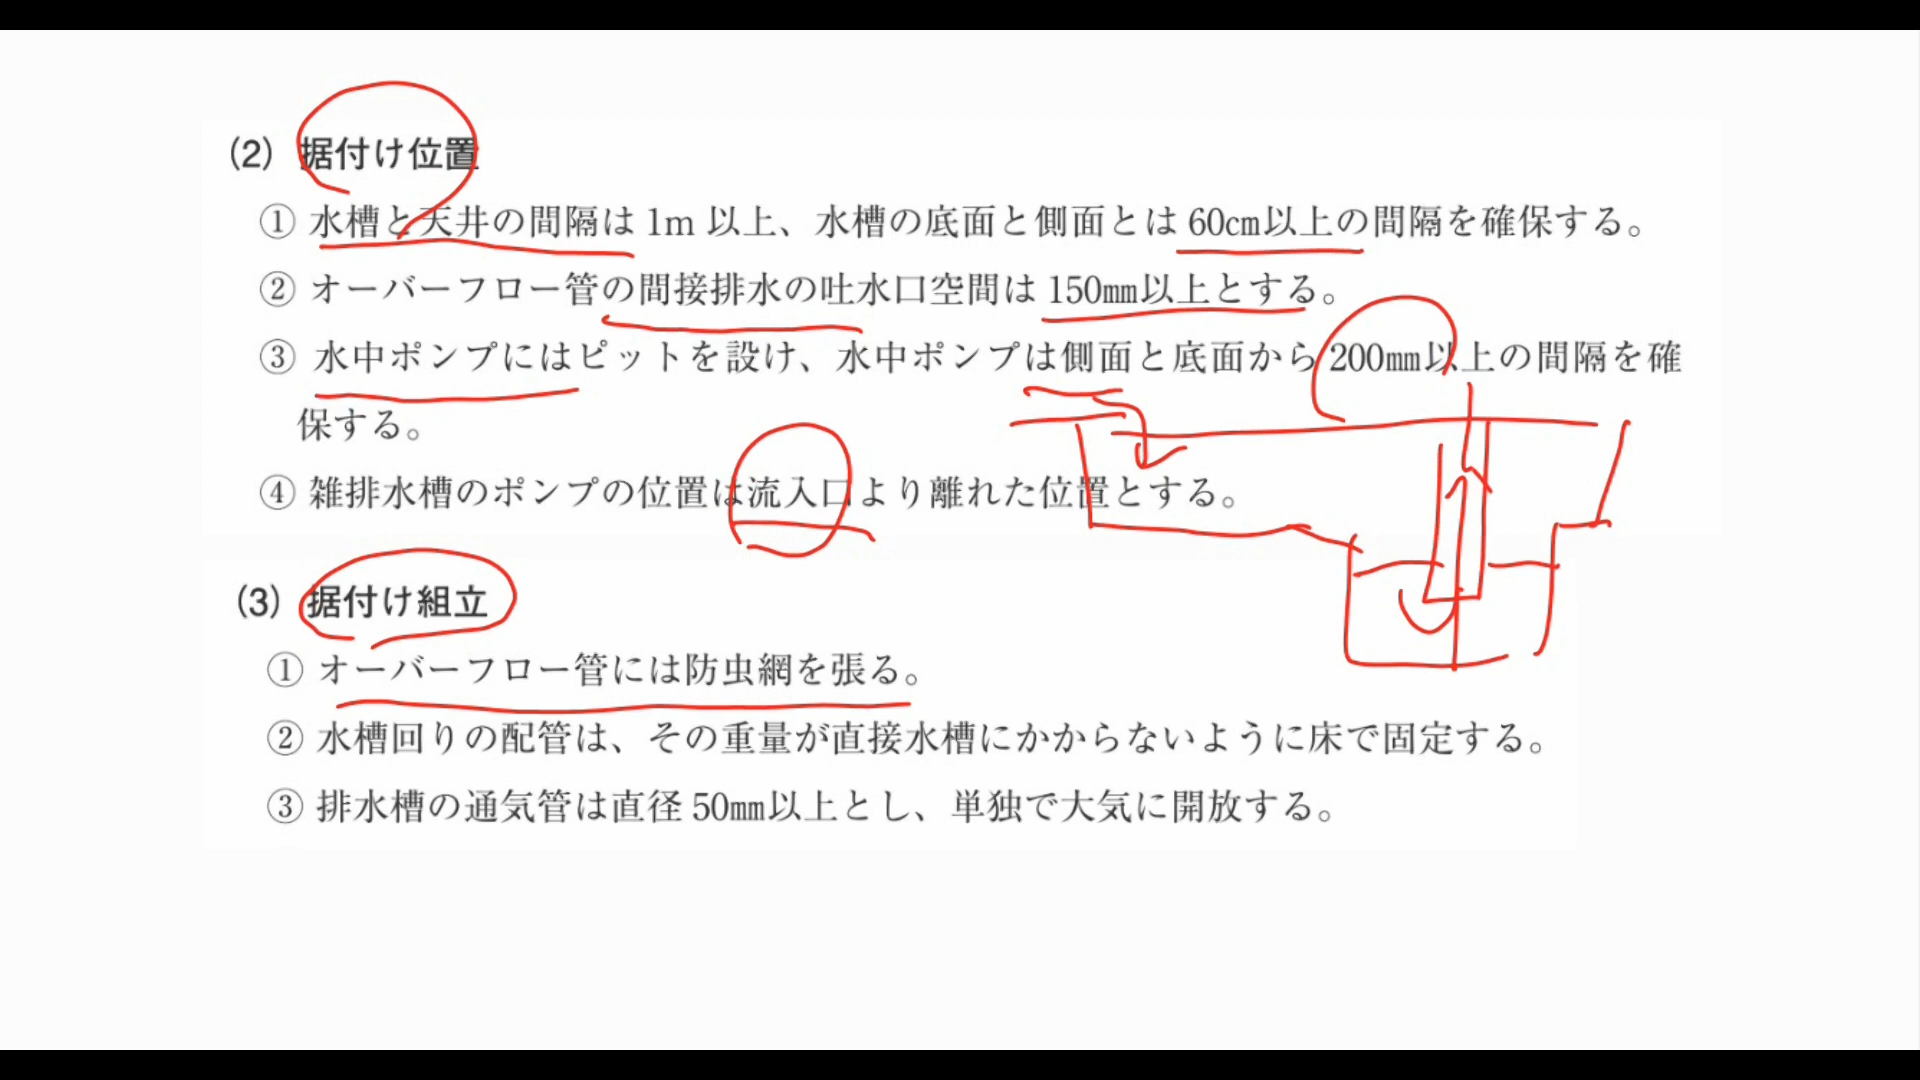 (2) 据付け位置
① 水槽と天井の間隔は 1m 以上、水槽の底面と側面とは 60cm以上の間隔を確保する。
② オーバーフロー管の間接排水の吐水口空間は 150mm以上とする。
③ 水中ポンプにはピットを設け、水中ポンプは側面と底面から 200mm以上の間隔を確
保する。
④ 雑排水槽のポンプの位置は流入口より離れた位置とする。
(3) 据付け組立
① オーバーフロー管には防虫網を張る。
② 水槽回りの配管は、その重量が直接水槽にかからないように床で固定する。
③ 排水槽の通気管は直径 50mm以上とし、単独で大気に開放する。